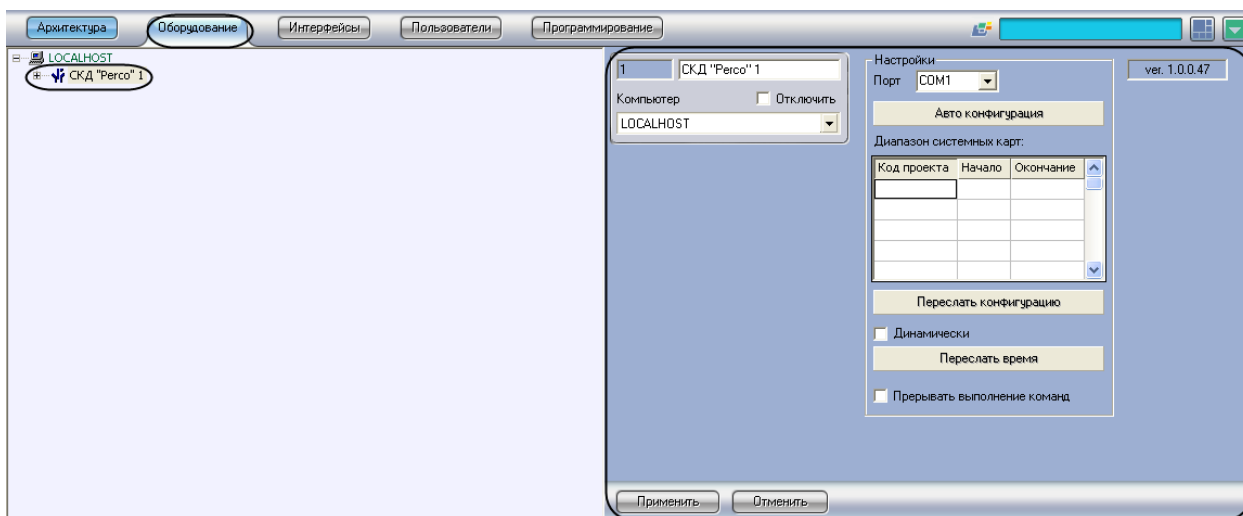 Архитектура Оборудование Интерфейсы Пользователи Программирование
LOCALHOST
СКД "Perco" 1
1 СКД "Perco" 1
Компьютер Отключить
LOCALHOST
Настройки
Порт COM1
Авто конфигурация
Диапазон системных карт:
Код проекта Начало Окончание
Переслать конфигурацию
Динамически
Переслать время
Прерывать выполнение команд
ver. 1.0.0.47
Применить Отменить